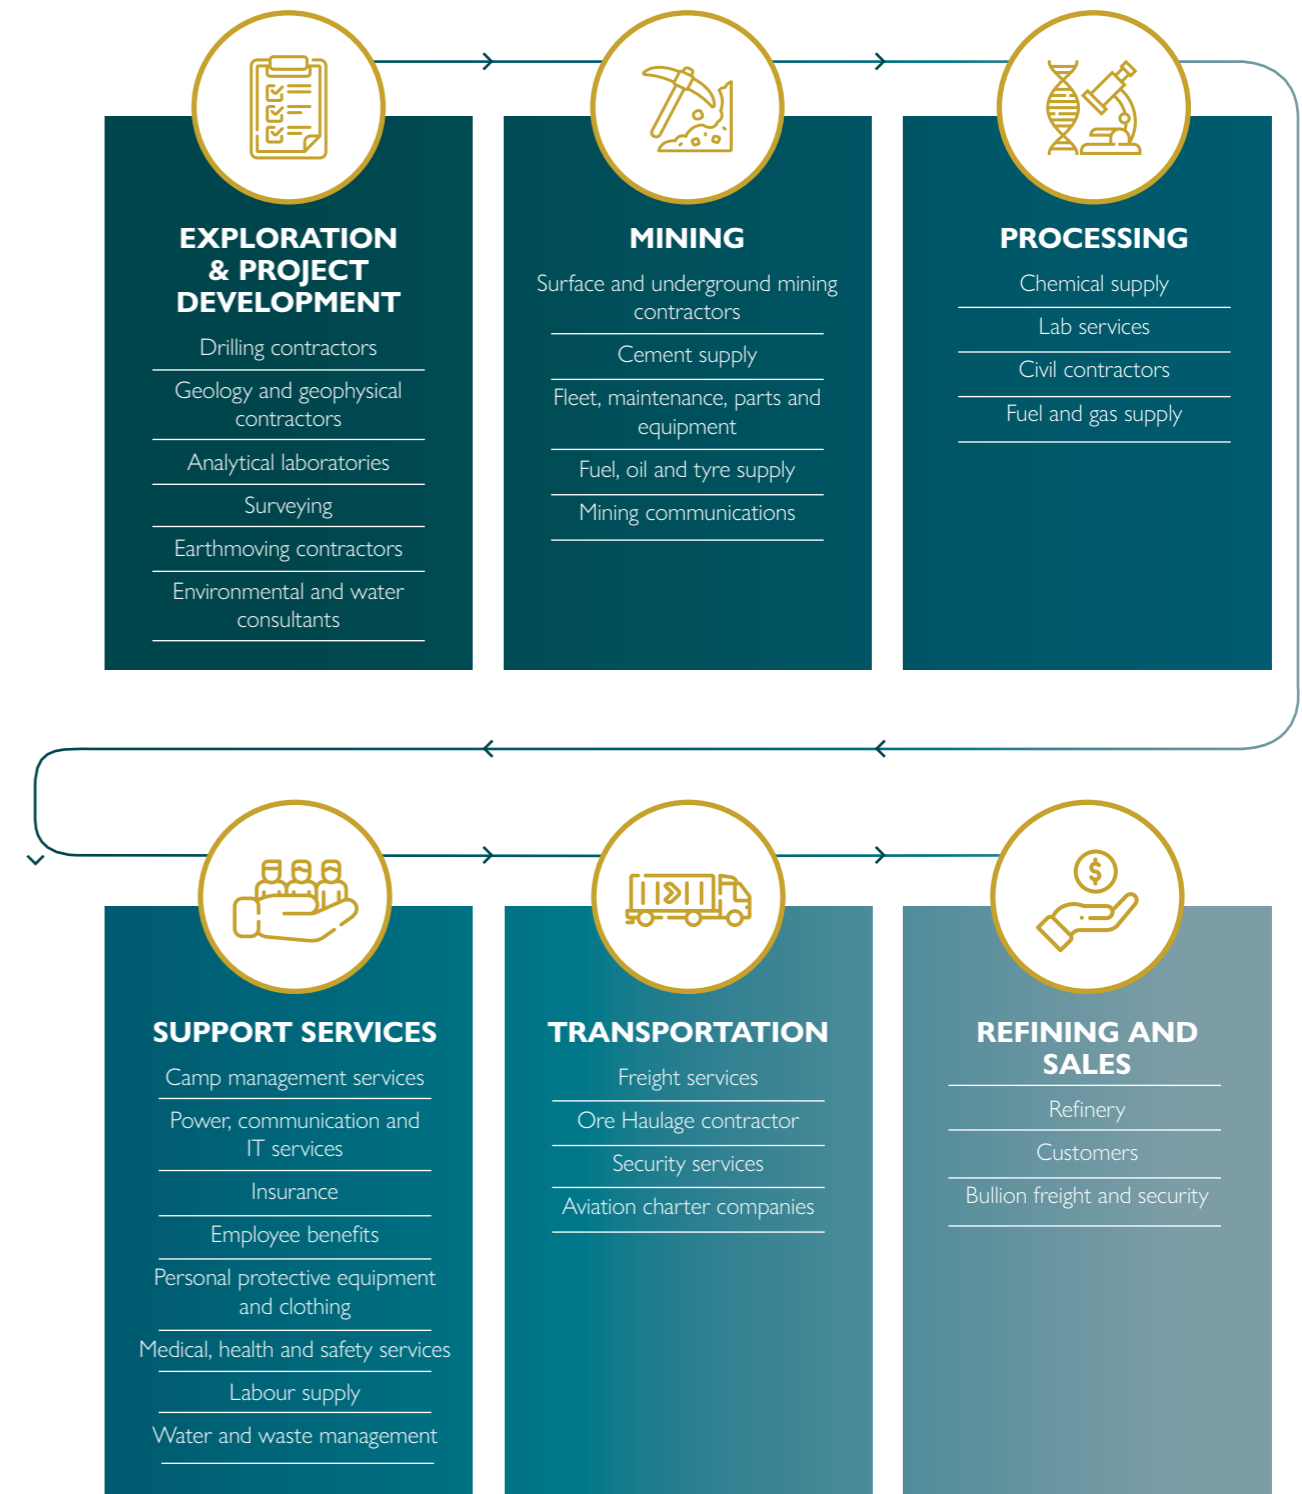 EXPLORATION
& PROJECT
DEVELOPMENT
Drilling contractors
Geology and geophysical
contractors
Analytical laboratories
Surveying
Earthmoving contractors
Environmental and water
consultants
MINING
Surface and underground mining
contractors
Cement supply
Fleet, maintenance, parts and
equipment
Fuel, oil and tyre supply
Mining communications
PROCESSING
Chemical supply
Lab services
Civil contractors
Fuel and gas supply
SUPPORT SERVICES
Camp management services
Power, communication and
IT services
Insurance
Employee benefits
Personal protective equipment
and clothing
Medical, health and safety services
Labour supply
Water and waste management
TRANSPORTATION
Freight services
Ore Haulage contractor
Security services
Aviation charter companies
$
REFINING AND
SALES
Refinery
Customers
Bullion freight and security